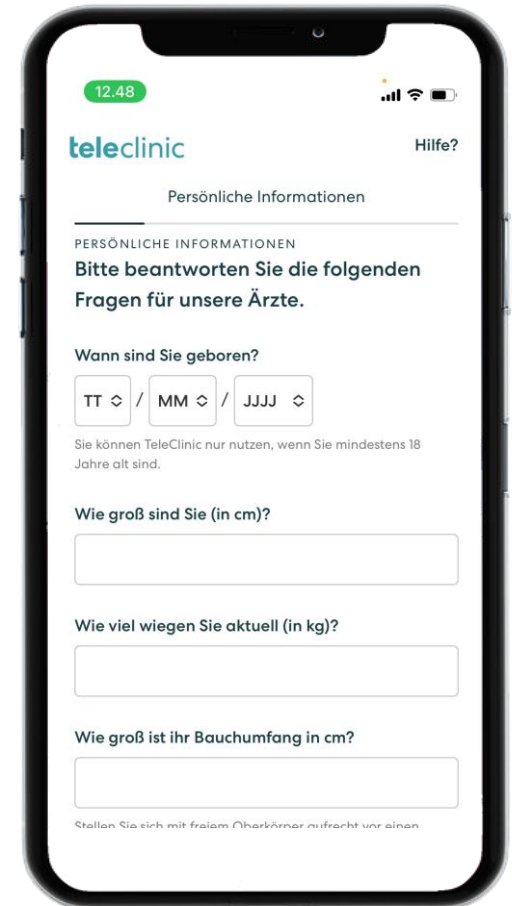 12.48
teleclinic
Hilfe?
Persönliche Informationen
PERSÖNLICHE INFORMATIONEN
Bitte beantworten Sie die folgenden
Fragen für unsere Ärzte.
Wann sind Sie geboren?
TT / MM / JJJJ
Sie können TeleClinic nur nutzen, wenn Sie mindestens 18
Jahre alt sind.
Wie groß sind Sie (in cm)?
Wie viel wiegen Sie aktuell (in kg)?
Wie groß ist ihr Bauchumfang in cm?
Stellen Sie sich mit freiem Oberkörper aufrecht vor einen